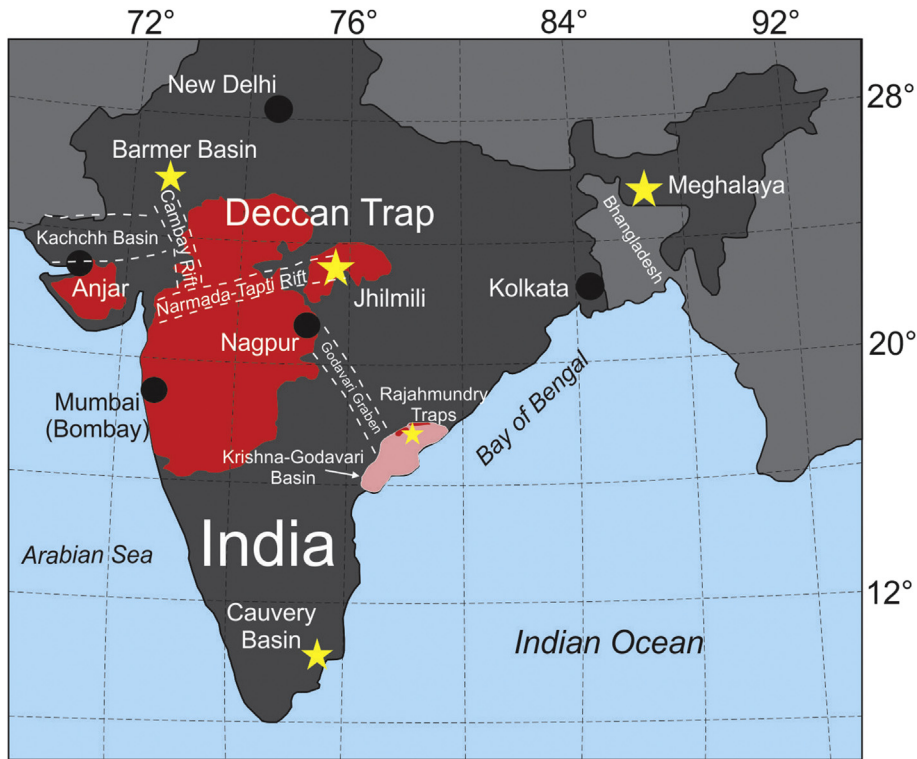 72°
76°
84°
92°
New Delhi
28°
Barmer Basin
Meghalaya
Cambay Rift
Deccan Trap
Bhangladesh
Kachchh Basin
Anjar
Narmada-Tapti Rift
Jhilmili
Kolkata
Nagpur
20°
Godavari Graben
Mumbai
(Bombay)
Rajahmundry
Traps
Bay of Bengal
Krishna-Godavari
Basin
India
Arabian Sea
12°
Cauvery
Basin
Indian Ocean